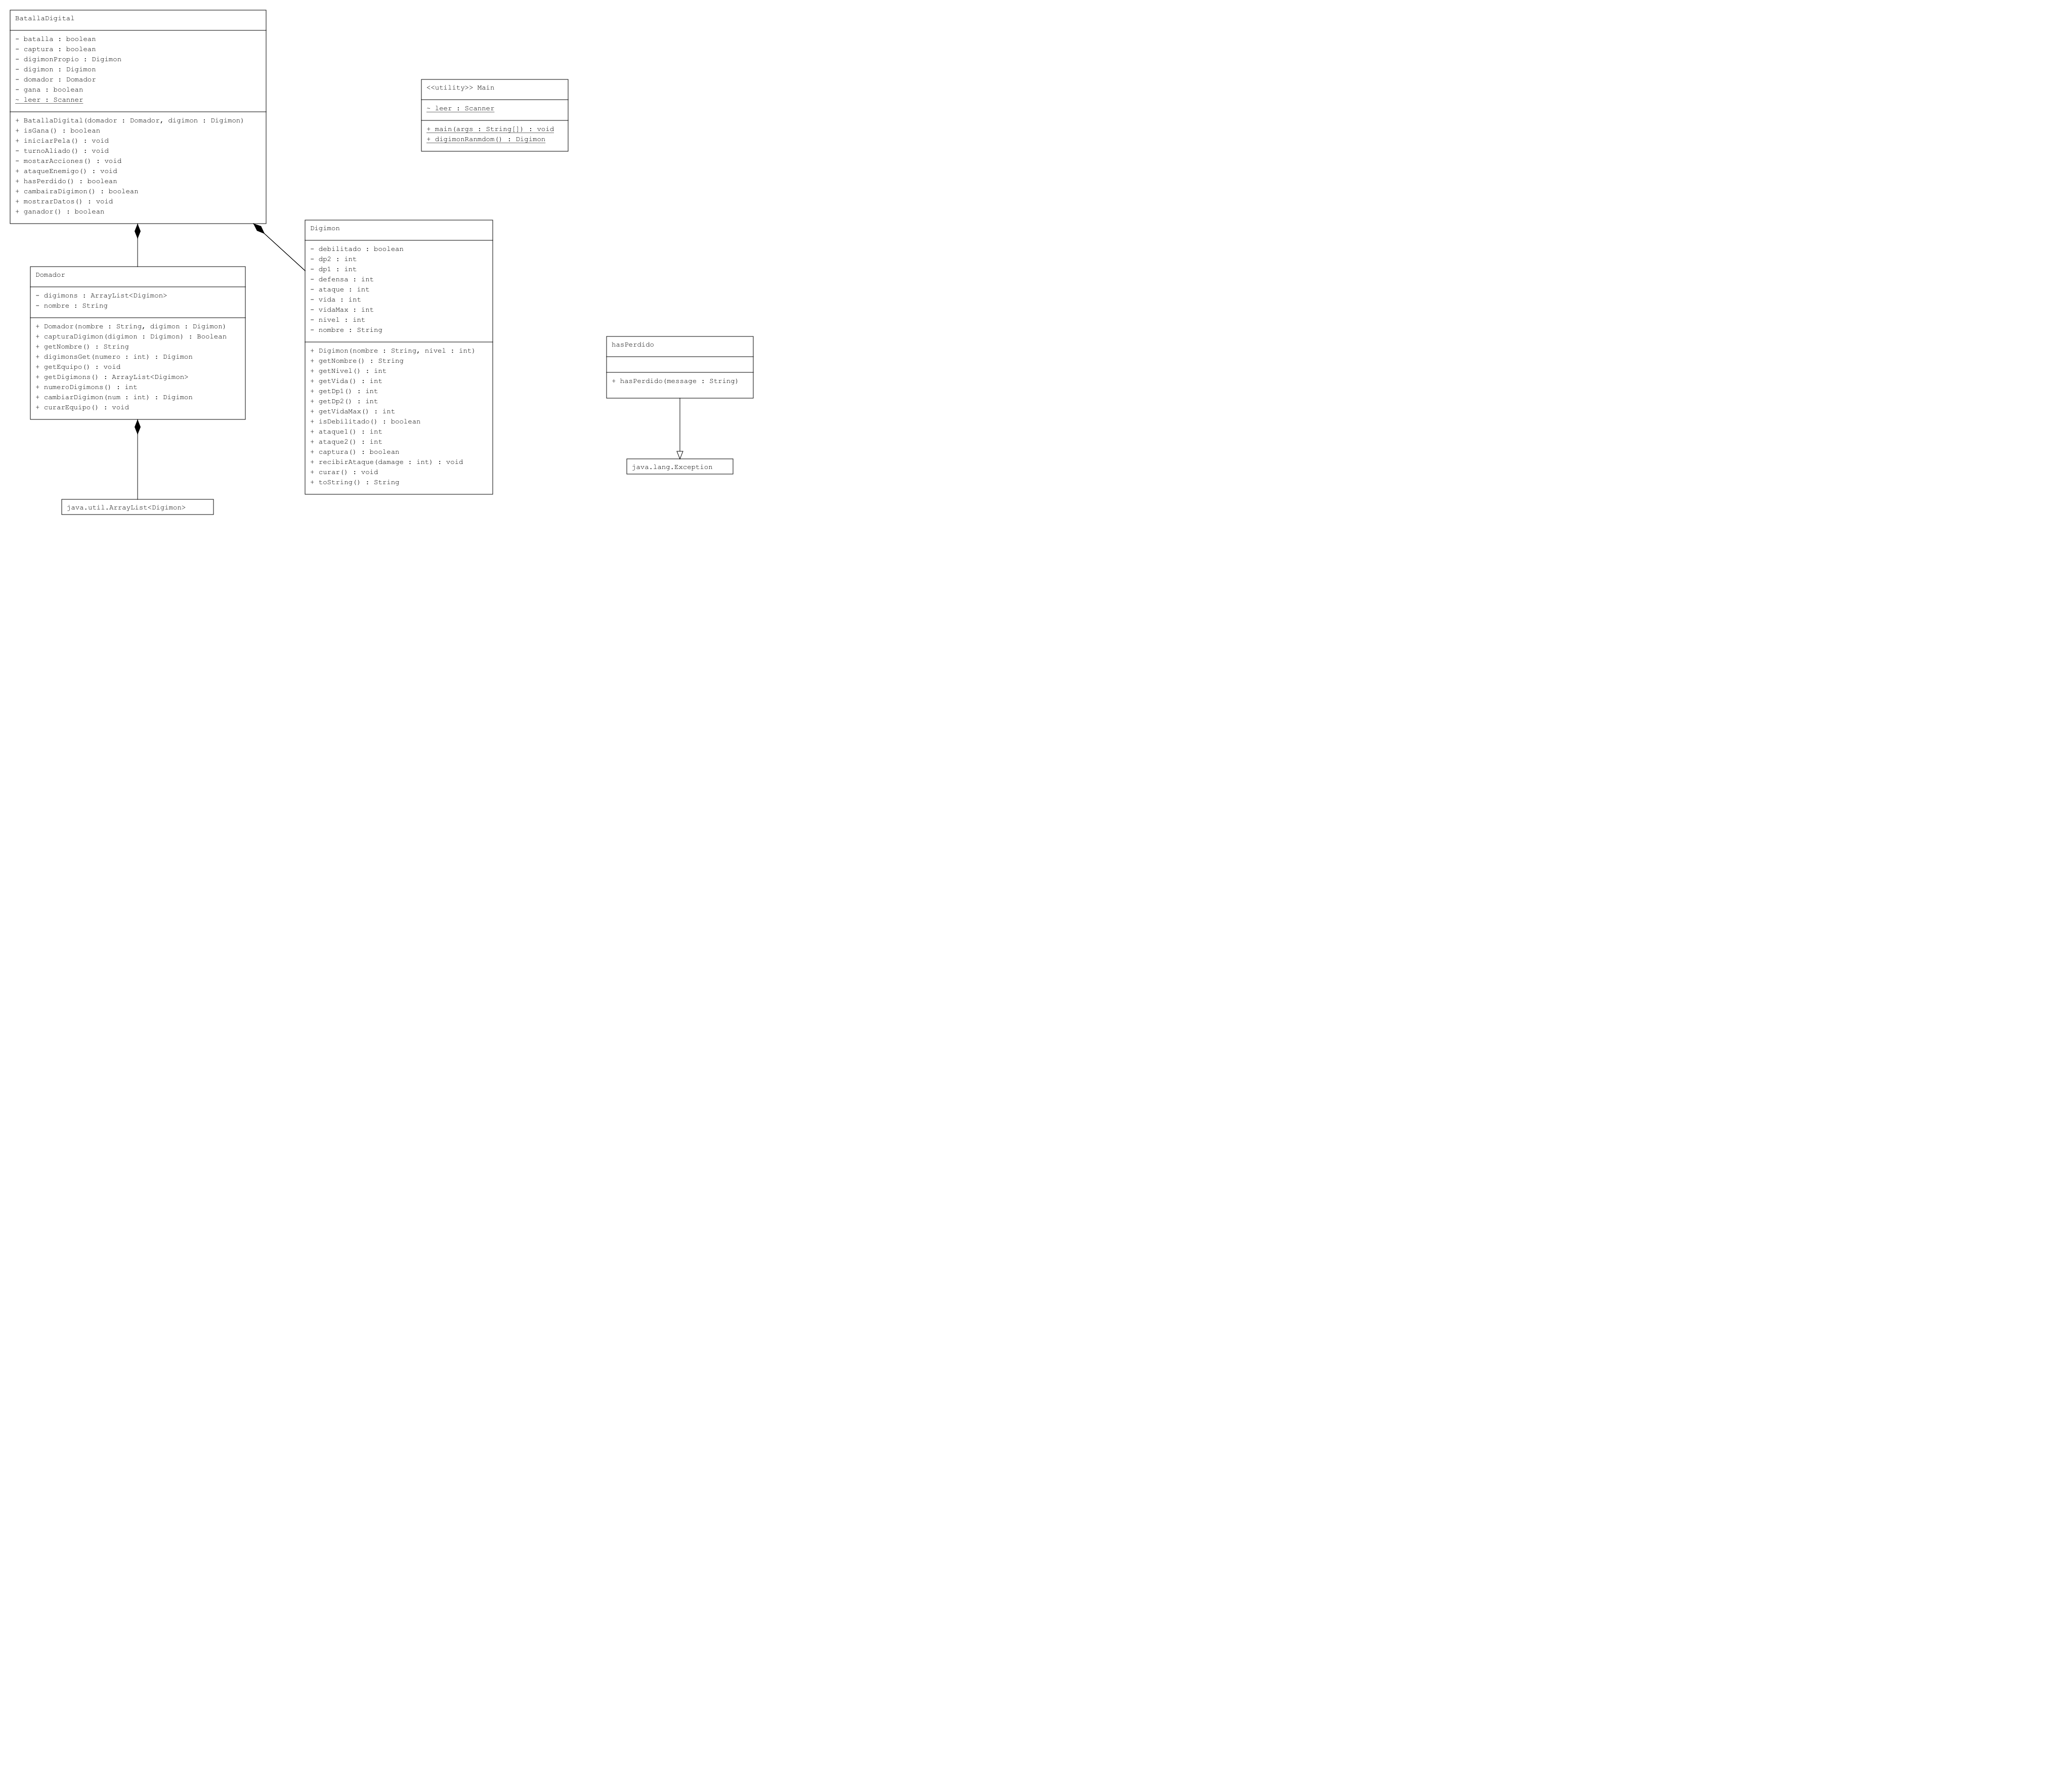 BatallaDigital
- batalla : boolean
- captura : boolean
- digimonPropio : Digimon
- digimon : Digimon
- domador : Domador
- gana : boolean
- leer : Scanner
+ BatallaDigital(domador : Domador, digimon : Digimon)
+ isGana() : boolean
+ iniciarPela() : void
- turnoAliado() : void
- mostarAcciones() : void
+ ataqueEnemigo() : void
+ hasPerdido() : boolean
+ cambairaDigimon() : boolean
+ mostrarDatos() : void
+ ganador() : boolean
<<utility>> Main
- leer : Scanner
+ main(args : String[]) : void
+ digimonRanmdom() : Digimon
Digimon
- debilitado : boolean
- dp2 : int
- dp1 : int
- defensa : int
- ataque : int
- vida : int
- vidaMax : int
- nivel : int
- nombre : String
+ Digimon(nombre : String, nivel : int)
+ getNombre() : String
+ getNivel() : int
+ getVida() : int
+ getDp1() : int
+ getDp2() : int
+ getVidaMax() : int
+ isDebilitado() : boolean
+ ataque1() : int
+ ataque2() : int
+ captura() : boolean
+ recibirAtaque(damage : int) : void
+ curar() : void
+ toString() : String
Domador
- digimons : ArrayList<Digimon>
- nombre : String
+ Domador(nombre : String, digimon : Digimon)
+ capturaDigimon(digimon : Digimon) : Boolean
+ getNombre() : String
+ digimonsGet(numero : int) : Digimon
+ getEquipo() : void
+ getDigimons() : ArrayList<Digimon>
+ numeroDigimons() : int
+ cambiarDigimon(num : int) : Digimon
+ curarEquipo() : void
hasPerdido
+ hasPerdido(message : String)
java.lang.Exception
java.util.ArrayList<Digimon>